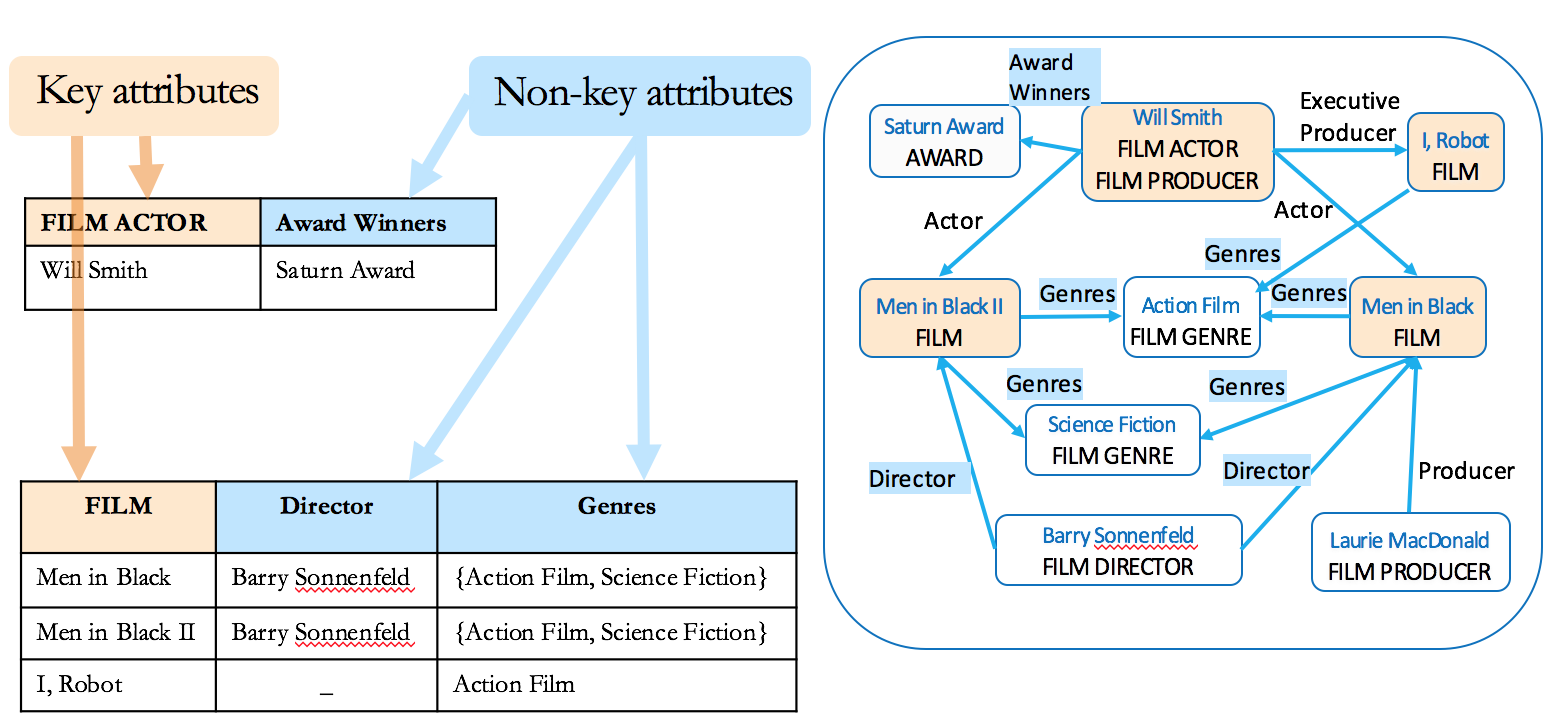 Key attributes
Non-key attributes
FILM ACTOR
Award Winners
Will Smith
Saturn Award
FILM
Director
Genres
Men in Black
Barry Sonnenfeld
{Action Film, Science Fiction}
Men in Black II
Barry Sonnenfeld
{Action Film, Science Fiction}
I, Robot
_
Action Film
Award
Winners
Saturn Award
AWARD
Will Smith
FILM ACTOR
FILM PRODUCER
Executive
Producer
I, Robot
FILM
Actor
Actor
Genres
Men in Black II
FILM
Genres
Action Film
FILM GENRE
Genres
Men in Black
FILM
Genres
Genres
Science Fiction
FILM GENRE
Director
Director
Producer
Barry Sonnenfeld
FILM DIRECTOR
Laurie MacDonald
FILM PRODUCER